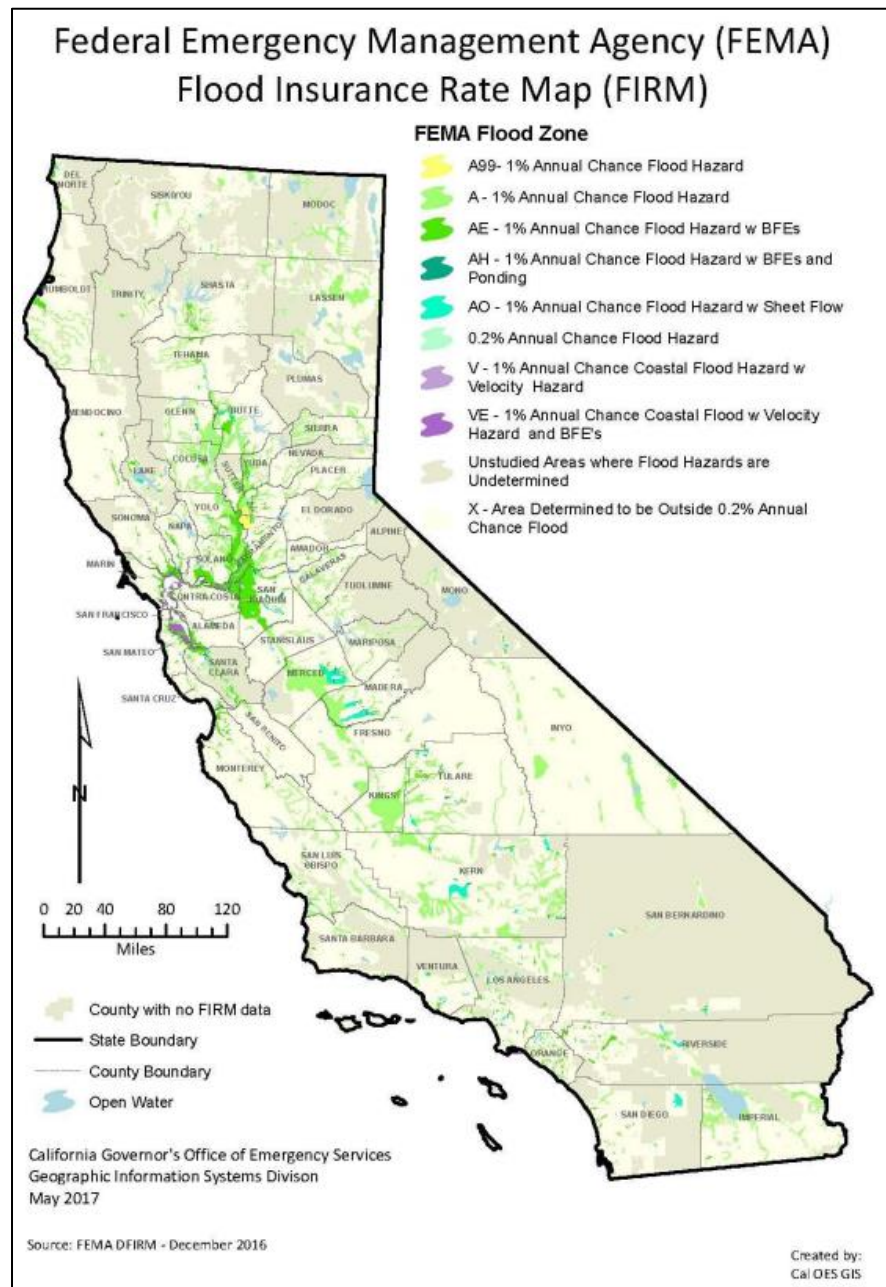 Federal Emergency Management Agency (FEMA)
Flood Insurance Rate Map (FIRM)
FEMA Flood Zone
A99- 1% Annual Chance Flood Hazard
A - 1% Annual Chance Flood Hazard
AE - 1% Annual Chance Flood Hazard w BFEs
AH - 1% Annual Chance Flood Hazard w BFEs and
Ponding
AO - 1% Annual Chance Flood Hazard w Sheet Flow
0.2% Annual Chance Flood Hazard
V - 1% Annual Chance Coastal Flood Hazard w
Velocity Hazard
VE - 1% Annual Chance Coastal Flood w Velocity
Hazard and BFE's
Unstudied Areas where Flood Hazards are
Undetermined
X - Area Determined to be Outside 0.2% Annual
Chance Flood
DEL
NORTE
SISKIYOU
MODOC
HUMBOLDT
TRINITY
SHASTA
LASSEN
TEHAMA
PLUMAS
MENDOCINO
GLENN
BUTTE
SIERRA
COLUSA
SUTTER
YUBA
NEVADA
PLACER
LAKE
SONOMA
NAPA
YOLO
EL DORADO
SACRAMENTO
ALPINE
AMADOR
SOLANO
CALAVERAS
MARIN
CONTRA COSTA
SAN
JOAQUIN
TUOLUMNE
MONO
SAN FRANCISCO
ALAMEDA
STANISLAUS
MARIPOSA
SAN MATEO
SANTA
CLARA
MERCED
MADERA
SANTA CRUZ
SAN BENITO
FRESNO
INYO
MONTEREY
TULARE
KINGS
N
SAN LUIS
OBISPO
KERN
SAN BERNARDINO
0 20 40 80 120
Miles
SANTA BARBARA
VENTURA
LOS ANGELES
ORANGE
RIVERSIDE
SAN DIEGO
IMPERIAL
County with no FIRM data
State Boundary
County Boundary
Open Water
California Governor's Office of Emergency Services
Geographic Information Systems Divison
May 2017
Source: FEMA DFIRM - December 2016
Created by:
Cal OES GIS